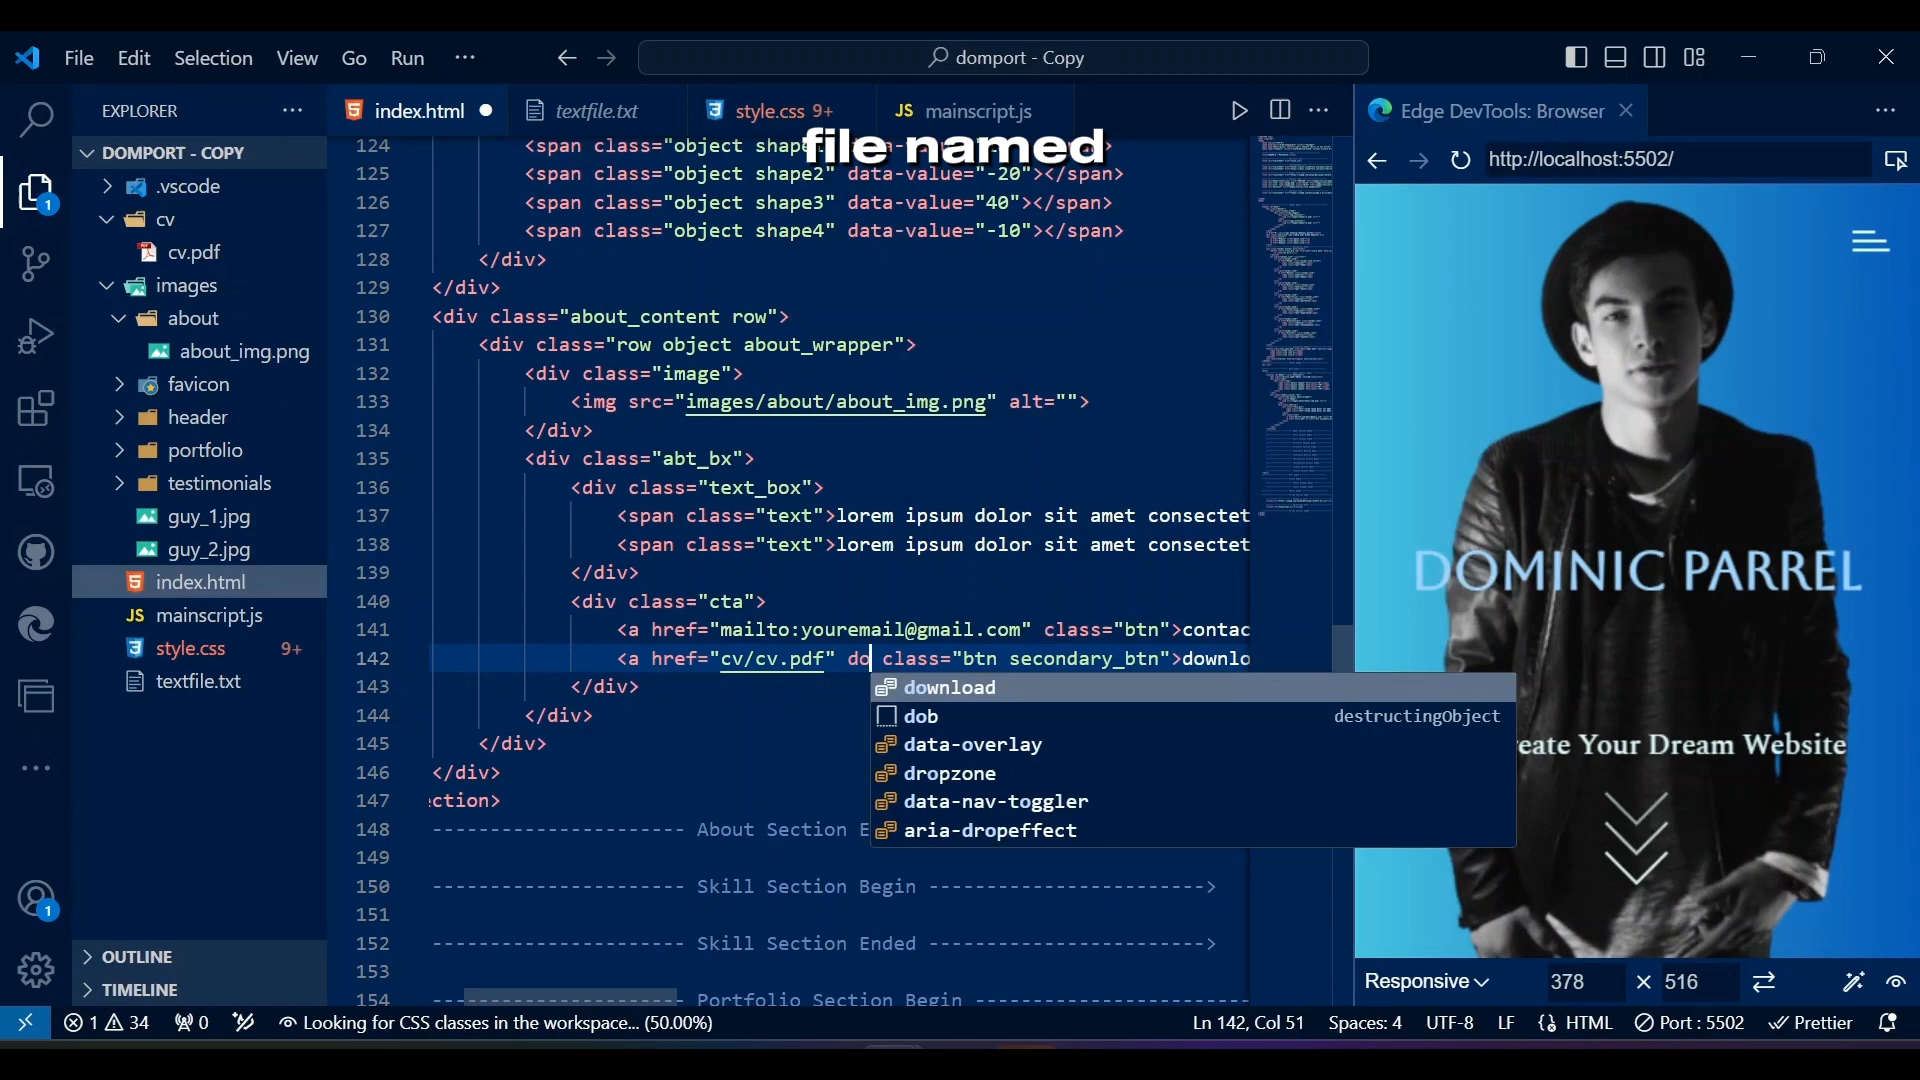 File Edit Selection View Go Run ··· domport - Copy
EXPLORER ···
DOMPORT - COPY
.vscode
cv
cv.pdf
images
about
about_img.png
favicon
header
portfolio
testimonials
guy_1.jpg
guy_2.jpg
index.html
mainscript.js
style.css 9+
textfile.txt
OUTLINE
TIMELINE
1
1
index.html textfile.txt style.css 9+ JS mainscript.js
file named
124 <span class="object shape
125 <span class="object shape2" data-value="-20"></span>
126 <span class="object shape3" data-value="40"></span>
127 <span class="object shape4" data-value="-10"></span>
128 </div>
129 </div>
130 <div class="about_content row">
131 <div class="row object about_wrapper">
132 <div class="image">
133 <img src="images/about/about_img.png" alt="">
134 </div>
135 <div class="abt_bx">
136 <div class="text_box">
137 <span class="text">lorem ipsum dolor sit amet consectet
138 <span class="text">lorem ipsum dolor sit amet consectet
139 </div>
140 <div class="cta">
141 <a href="mailto:youremail@gmail.com" class="btn">contac
142 <a href="cv/cv.pdf" do class="btn secondary_btn">downlo
143 </div>
144 </div>
145 </div>
146 </div>
147 ction>
148 ---------------------- About Section E
149
150 ---------------------- Skill Section Begin ------------------------>
151
152 ---------------------- Skill Section Ended ------------------------>
153
154 ---------------------- Portfolio Section Begin ------------------------
download
dob destructingObject
data-overlay
dropzone
data-nav-toggler
aria-dropeffect
Edge DevTools: Browser
http://localhost:5502/
DOMINIC PARREL
eate Your Dream Website
Responsive 378 × 516
1 34 0 Looking for CSS classes in the workspace... (50.00%) Ln 142, Col 51 Spaces: 4 UTF-8 LF {} HTML Port : 5502 Prettier